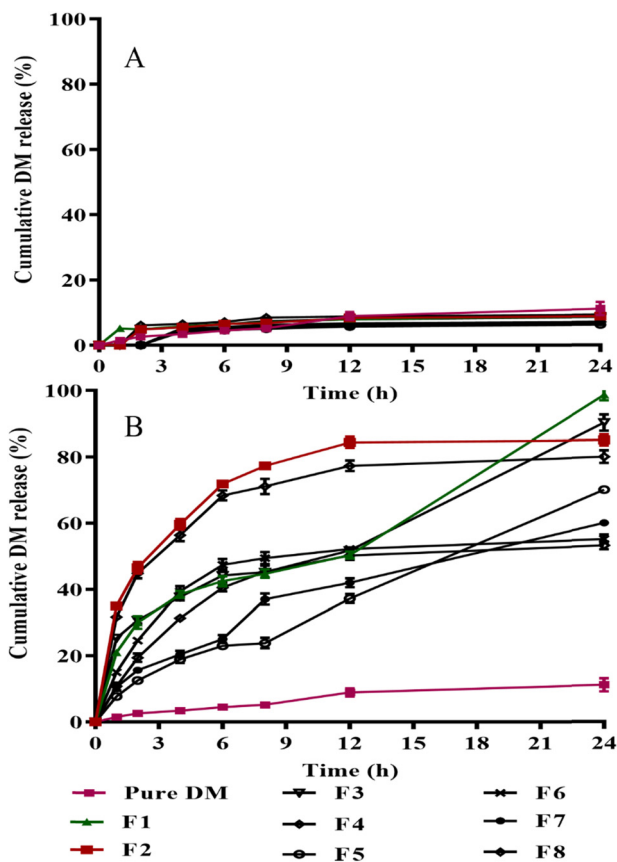 100
A
80
60
40
20
0
Cumulative DM release (%)
0 3 6 9 12 15 18 21 24
Time (h)
100
B
80
60
40
20
0
Cumulative DM release (%)
0 3 6 9 12 15 18 21 24
Time (h)
Pure DM F3 F6
F1 F4 F7
F2 F5 F8